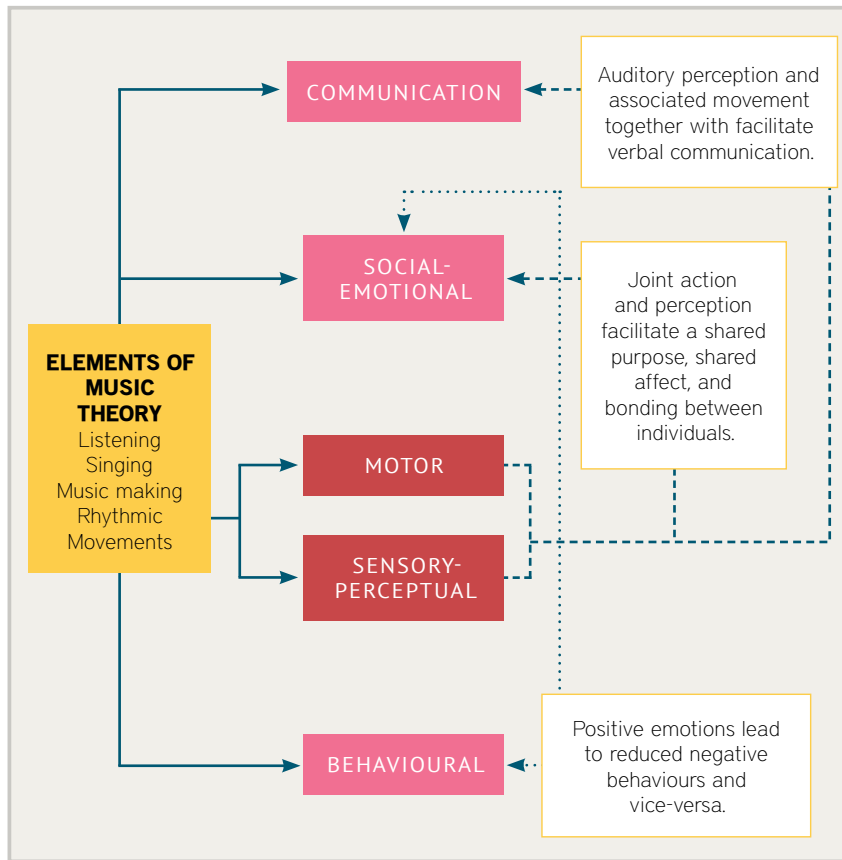 COMMUNICATION
Auditory perception and
associated movement
together with facilitate
verbal communication.
SOCIAL-
EMOTIONAL
Joint action
and perception
facilitate a shared
purpose, shared
affect, and
bonding between
individuals.
ELEMENTS OF
MUSIC
THEORY
Listening
Singing
Music making
Rhythmic
Movements
MOTOR
SENSORY-
PERCEPTUAL
BEHAVIOURAL
Positive emotions lead
to reduced negative
behaviours and
vice-versa.